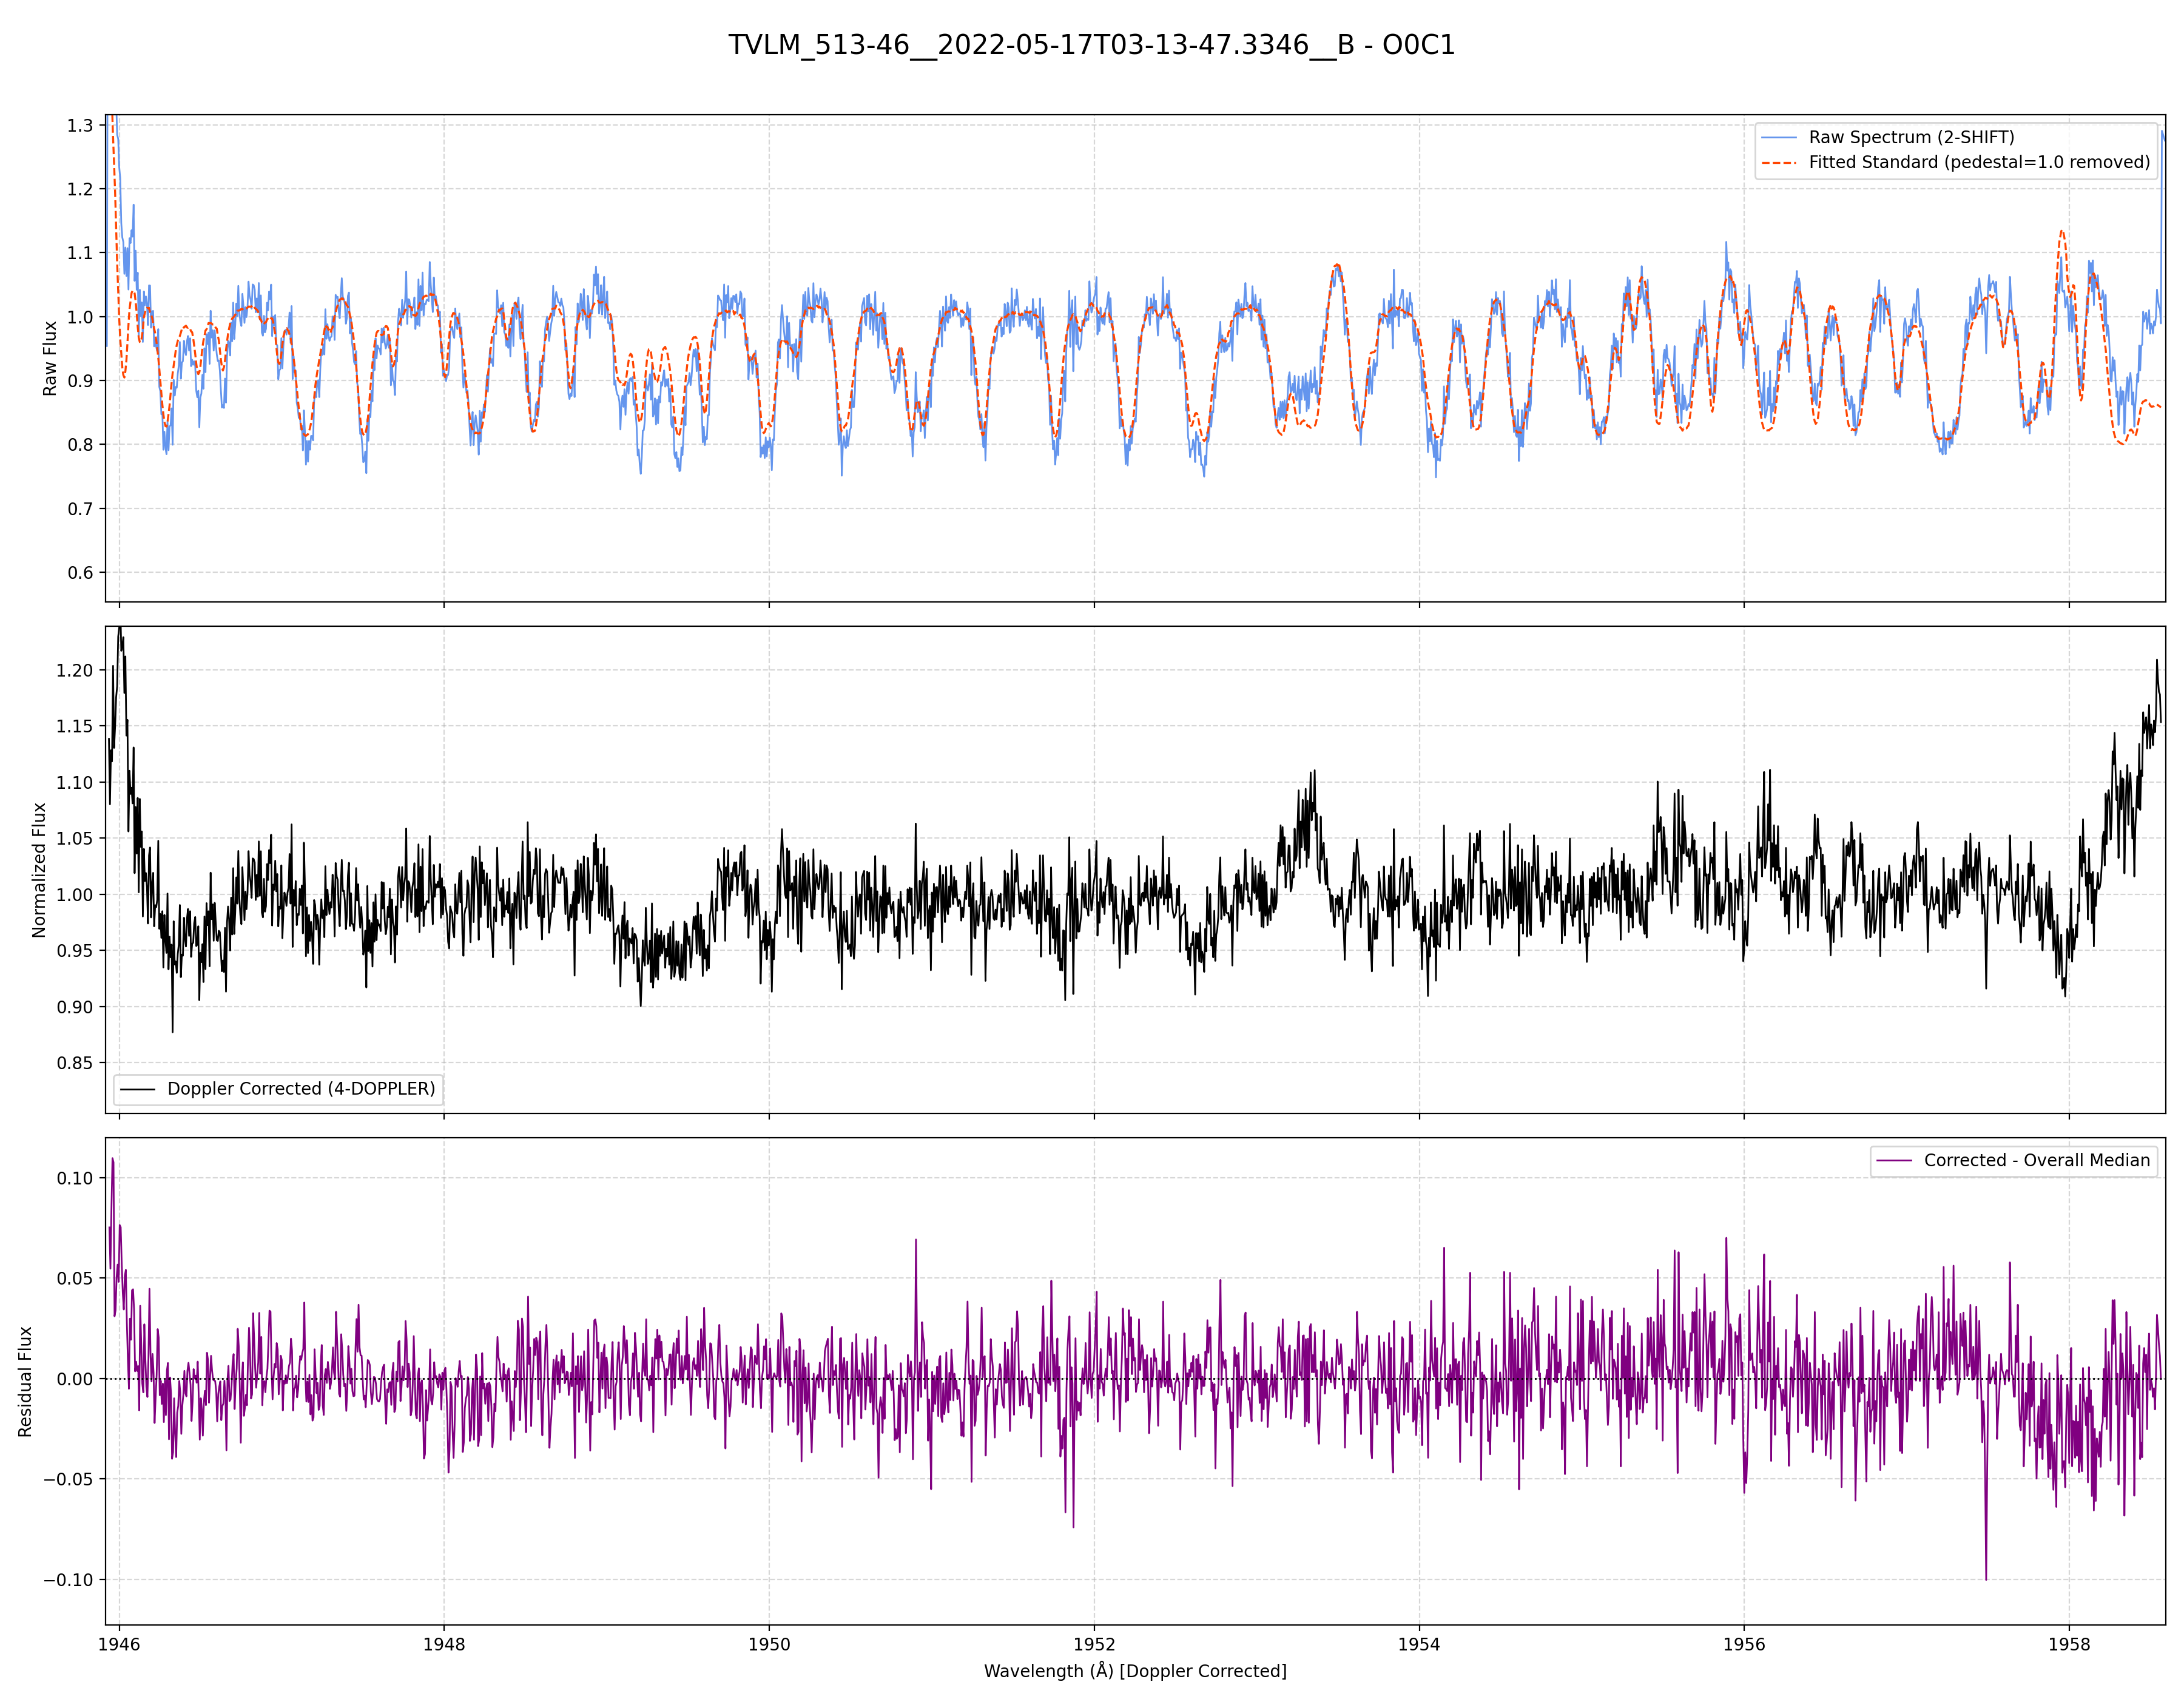 TVLM_513-46__2022-05-17T03-13-47.3346__B - O0C1
Raw Flux
1.3
1.2
1.1
1.0
0.9
0.8
0.7
0.6
Raw Spectrum (2-SHIFT)
Fitted Standard (pedestal=1.0 removed)
Normalized Flux
1.20
1.15
1.10
1.05
1.00
0.95
0.90
0.85
Doppler Corrected (4-DOPPLER)
Residual Flux
0.10
0.05
0.00
−0.05
−0.10
Corrected - Overall Median
1946 1948 1950 1952 1954 1956 1958
Wavelength (Å) [Doppler Corrected]